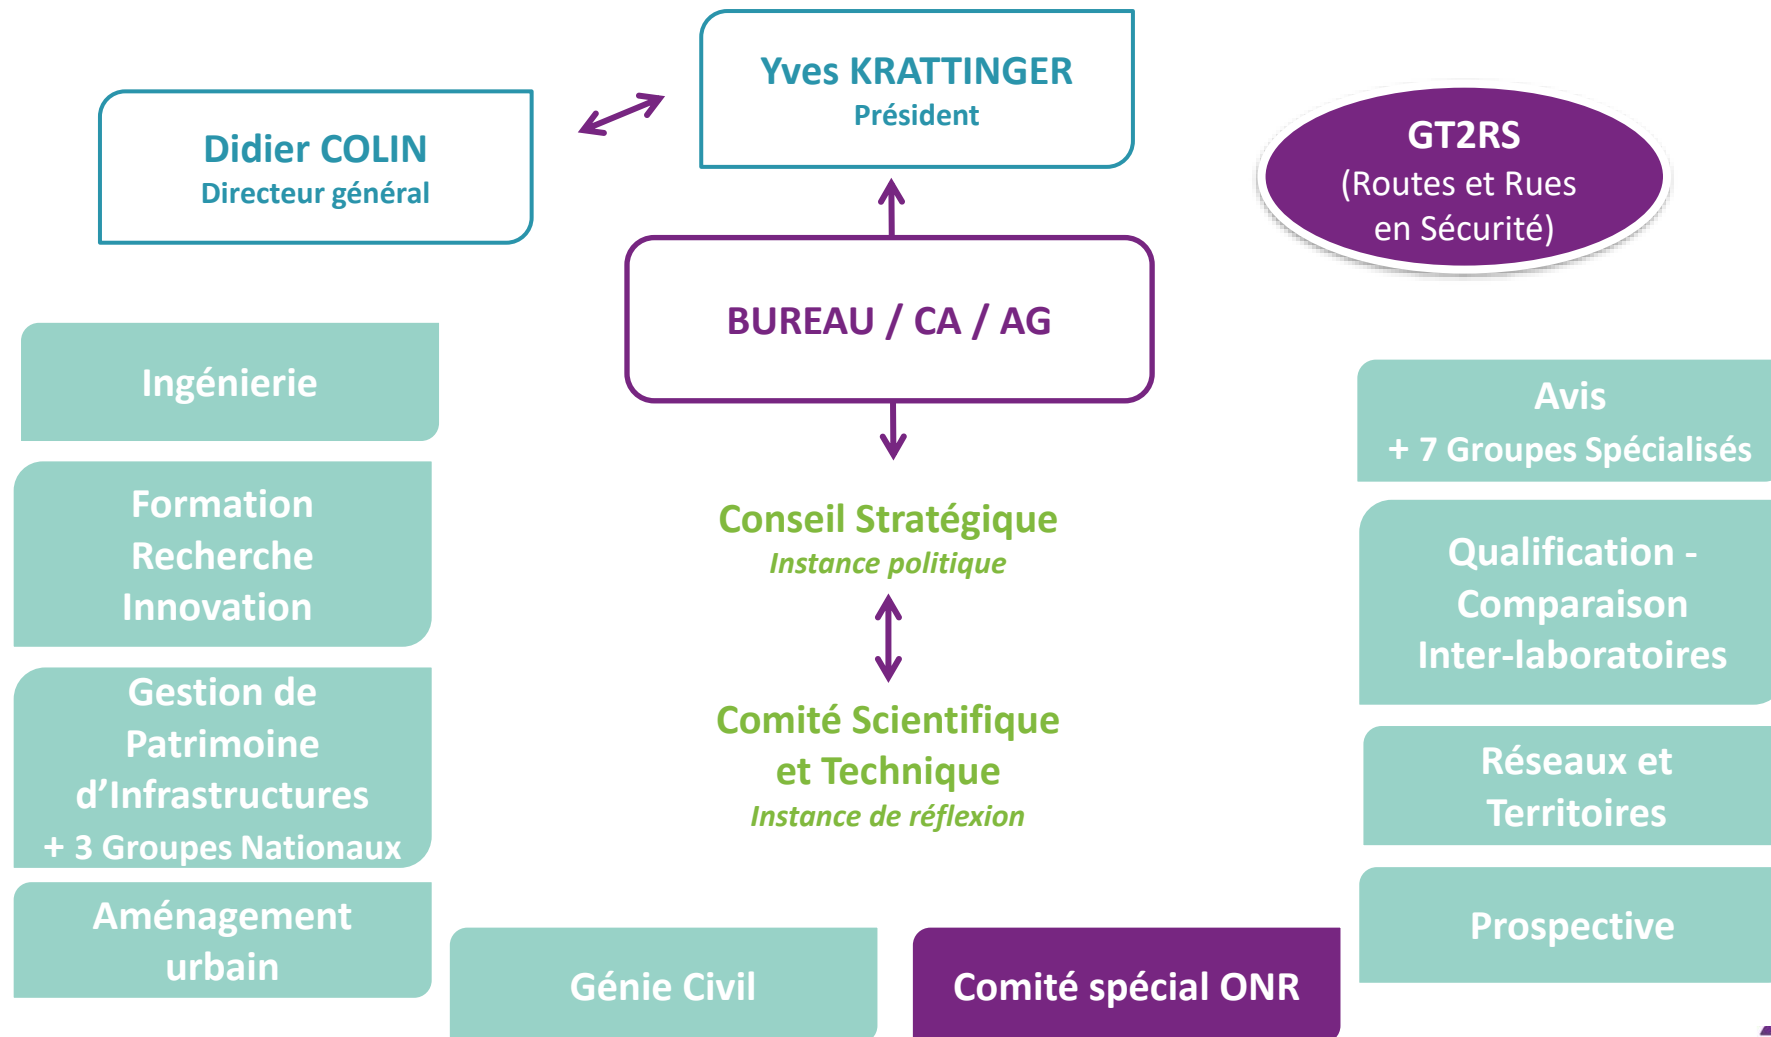 Yves KRATTINGER
Président
Didier COLIN
Directeur général
GT2RS
(Routes et Rues
en Sécurité)
BUREAU / CA / AG
Ingénierie
Formation
Recherche
Innovation
Gestion de
Patrimoine
d’Infrastructures
+ 3 Groupes Nationaux
Aménagement
urbain
Conseil Stratégique
Instance politique
Comité Scientifique
et Technique
Instance de réflexion
Génie Civil
Comité spécial ONR
Avis
+ 7 Groupes Spécialisés
Qualification -
Comparaison
Inter-laboratoires
Réseaux et
Territoires
Prospective